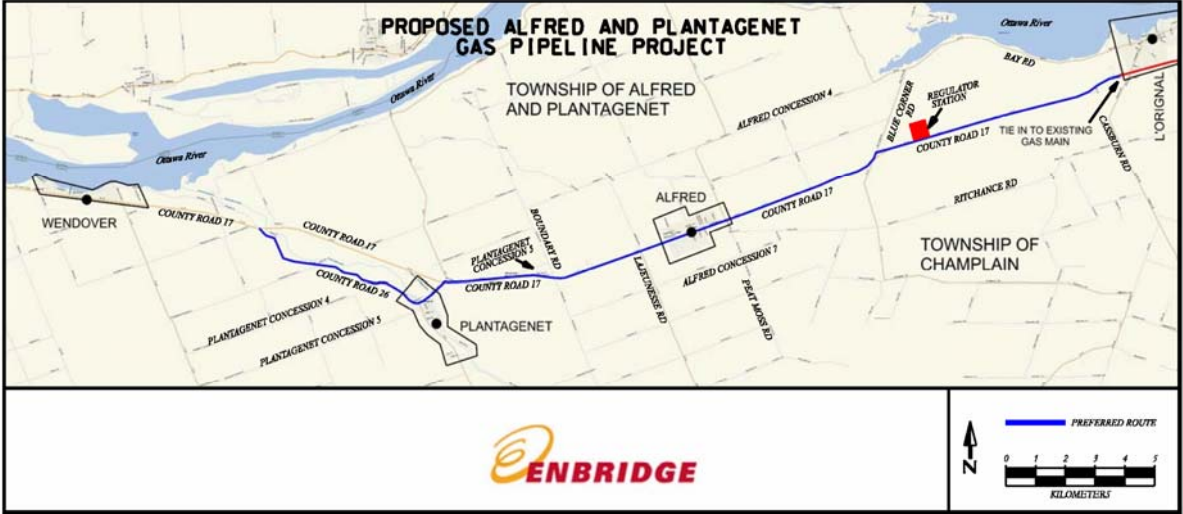 PROPOSED ALFRED AND PLANTAGENET
GAS PIPELINE PROJECT
Ottawa River
BAY RD
Ottawa River
TOWNSHIP OF ALFRED
AND PLANTAGENET
ALFRED CONCESSION 4
BLUE CORNER
RD
REGULATOR
STATION
TIE IN TO EXISTING
GAS MAIN
CASSBURN RD
L'ORIGNAL
COUNTY ROAD 17
Ottawa River
RITCHANCE RD
ALFRED
COUNTY ROAD 17
WENDOVER
COUNTY ROAD 17
COUNTY ROAD 17
BOUNDARY RD
PLANTAGENET
CONCESSION 5
TOWNSHIP OF
CHAMPLAIN
LAJEUNESSE RD
ALFRED CONCESSION 7
PEAT MOSS RD
COUNTY ROAD 26
COUNTY ROAD 17
PLANTAGENET CONCESSION 4
PLANTAGENET CONCESSION 5
PLANTAGENET
ENBRIDGE
N
PREFERRED ROUTE
0 1 2 3 4 5
KILOMETERS